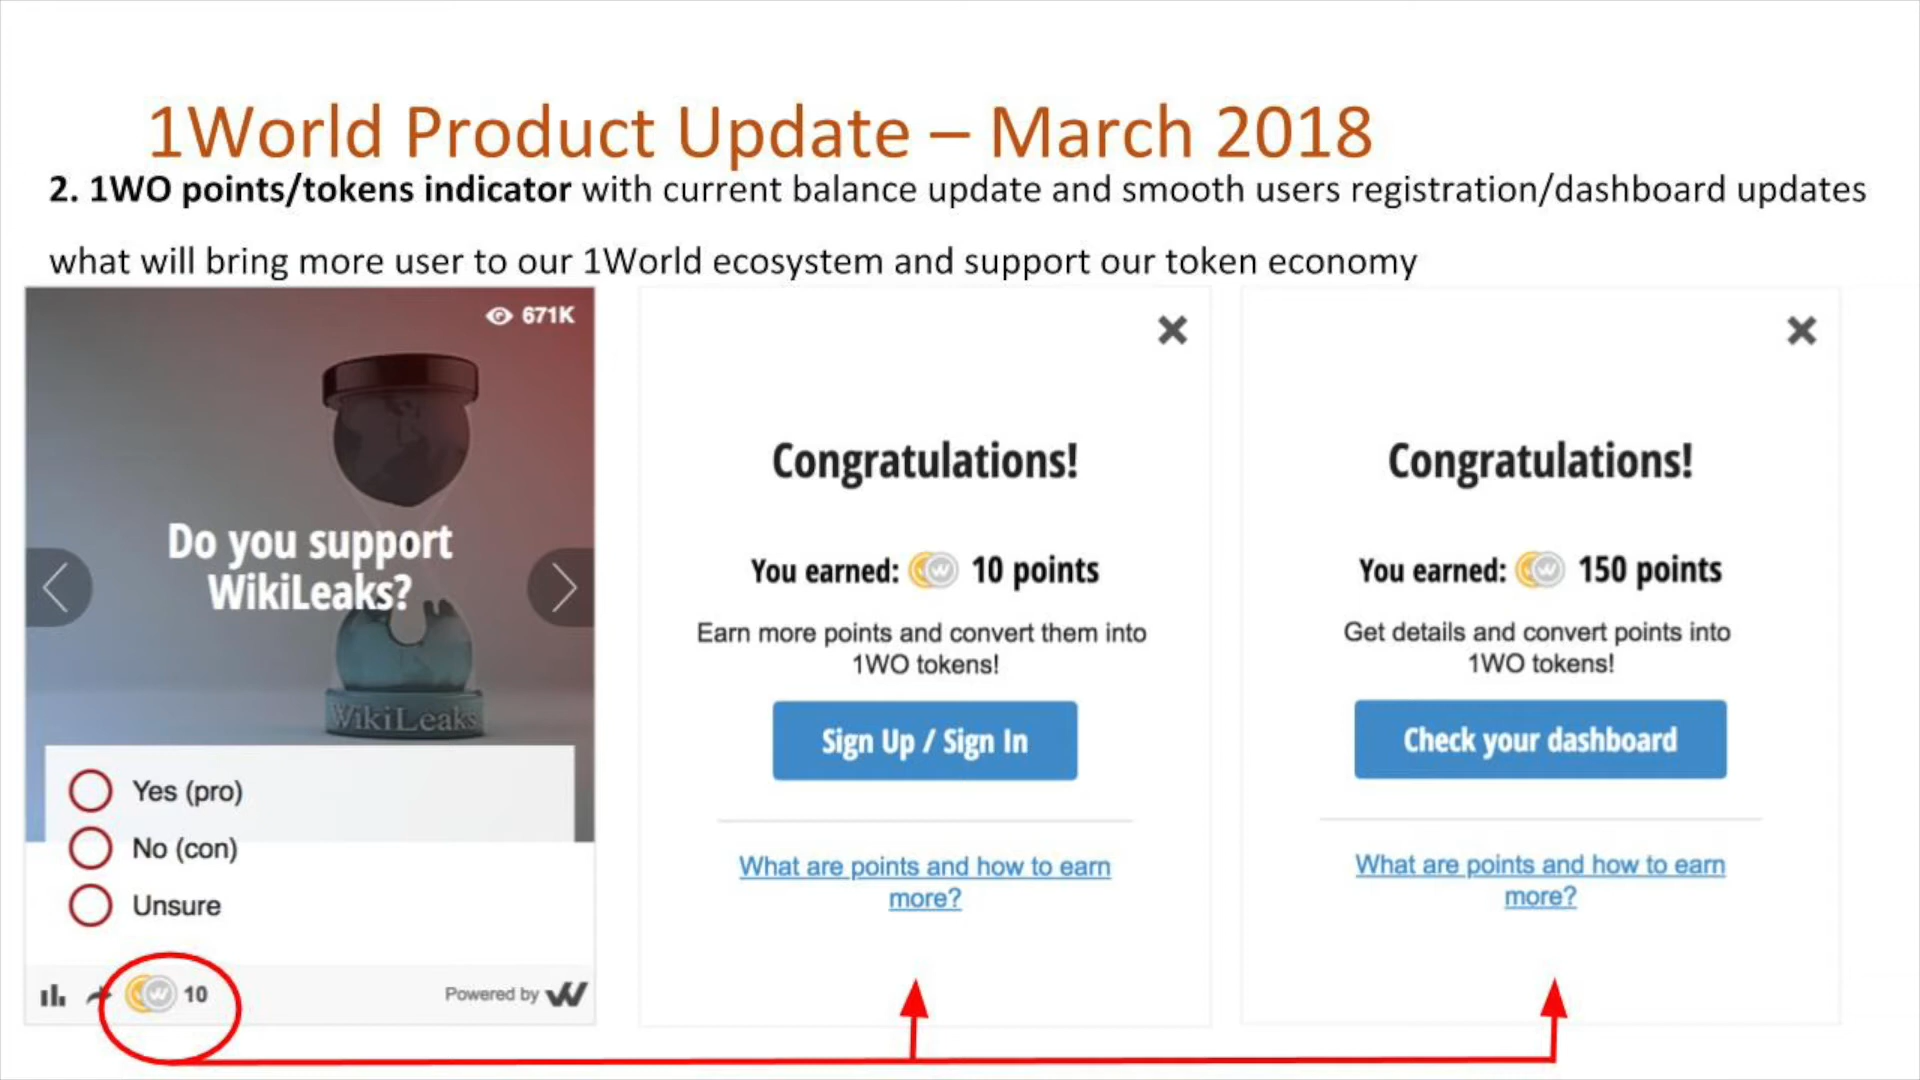 1World Product Update – March 2018
2. 1WO points/tokens indicator with current balance update and smooth users registration/dashboard updates
what will bring more user to our 1World ecosystem and support our token economy
671K
Do you support
WikiLeaks?
WikiLeaks
Yes (pro)
No (con)
Unsure
10
Powered by
Congratulations!
You earned: 10 points
Earn more points and convert them into
1WO tokens!
Sign Up / Sign In
What are points and how to earn
more?
Congratulations!
You earned: 150 points
Get details and convert points into
1WO tokens!
Check your dashboard
What are points and how to earn
more?